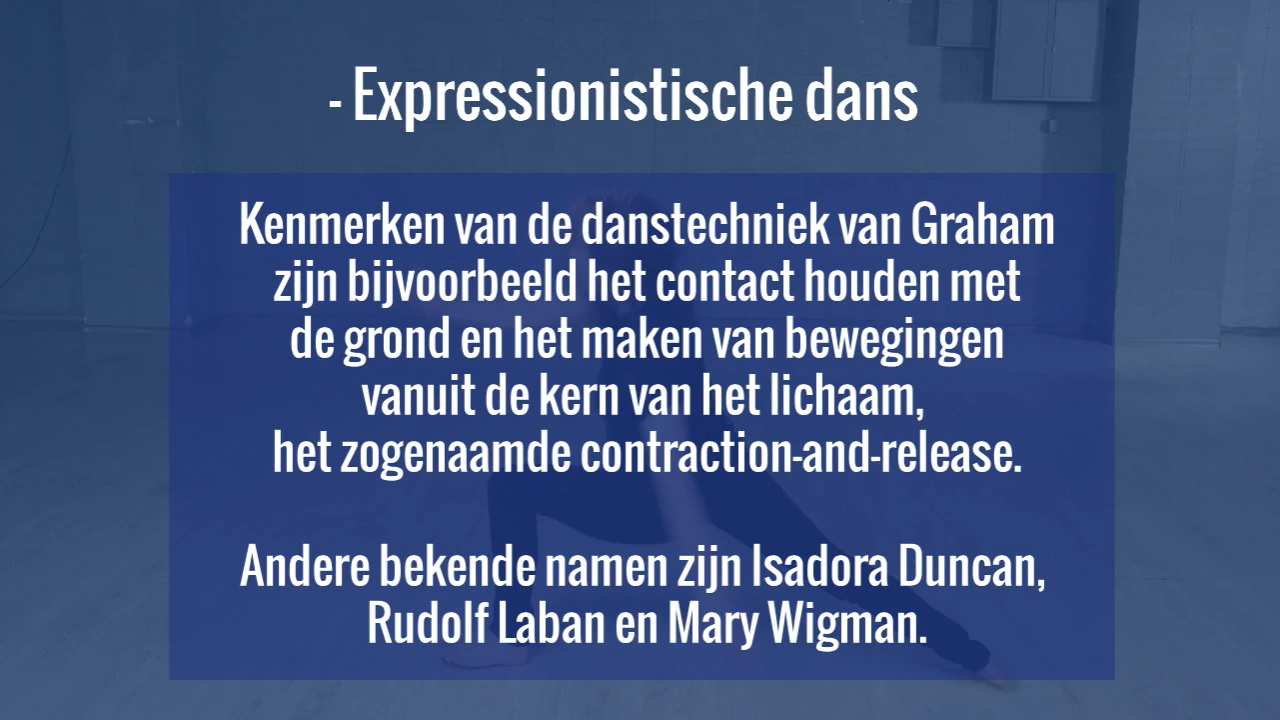 - Expressionistische dans
Kenmerken van de danstechniek van Graham
zijn bijvoorbeeld het contact houden met
de grond en het maken van bewegingen
vanuit de kern van het lichaam,
het zogenaamde contraction-and-release.
Andere bekende namen zijn Isadora Duncan,
Rudolf Laban en Mary Wigman.